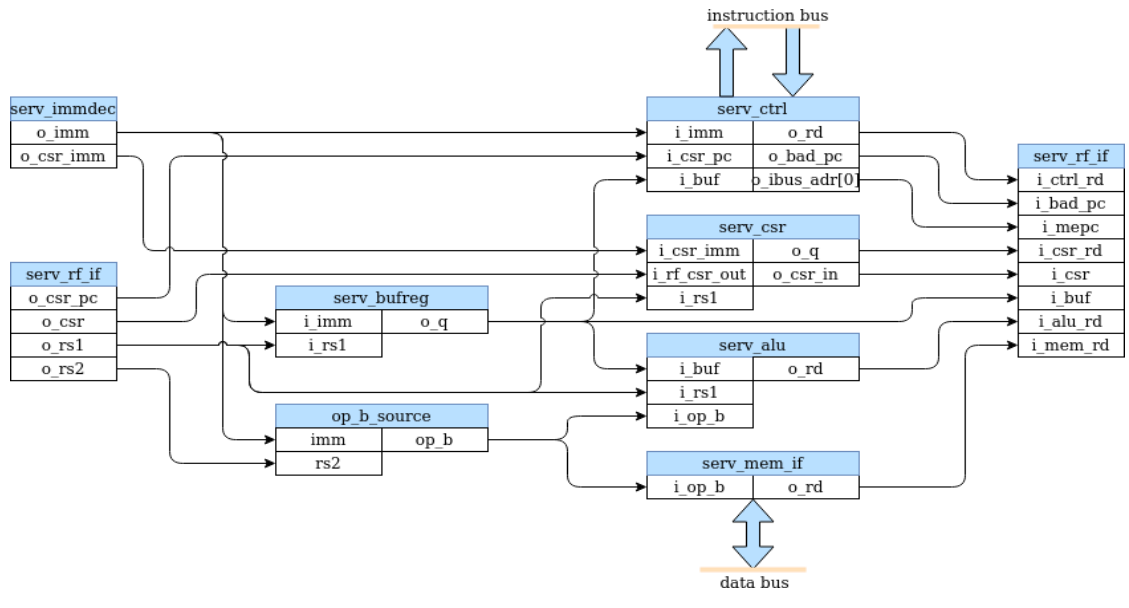 instruction bus
serv_immdec
o_imm
o_csr_imm
serv_rf_if
o_csr_pc
o_csr
o_rs1
o_rs2
serv_bufreg
i_imm o_q
i_rs1
op_b_source
imm op_b
rs2
serv_ctrl
i_imm o_rd
i_csr_pc o_bad_pc
i_buf o_ibus_adr[0]
serv_csr
i_csr_imm o_q
i_rf_csr_out o_csr_in
i_rs1
serv_alu
i_buf o_rd
i_rs1
i_op_b
serv_mem_if
i_op_b o_rd
data bus
serv_rf_if
i_ctrl_rd
i_bad_pc
i_mepc
i_csr_rd
i_csr
i_buf
i_alu_rd
i_mem_rd